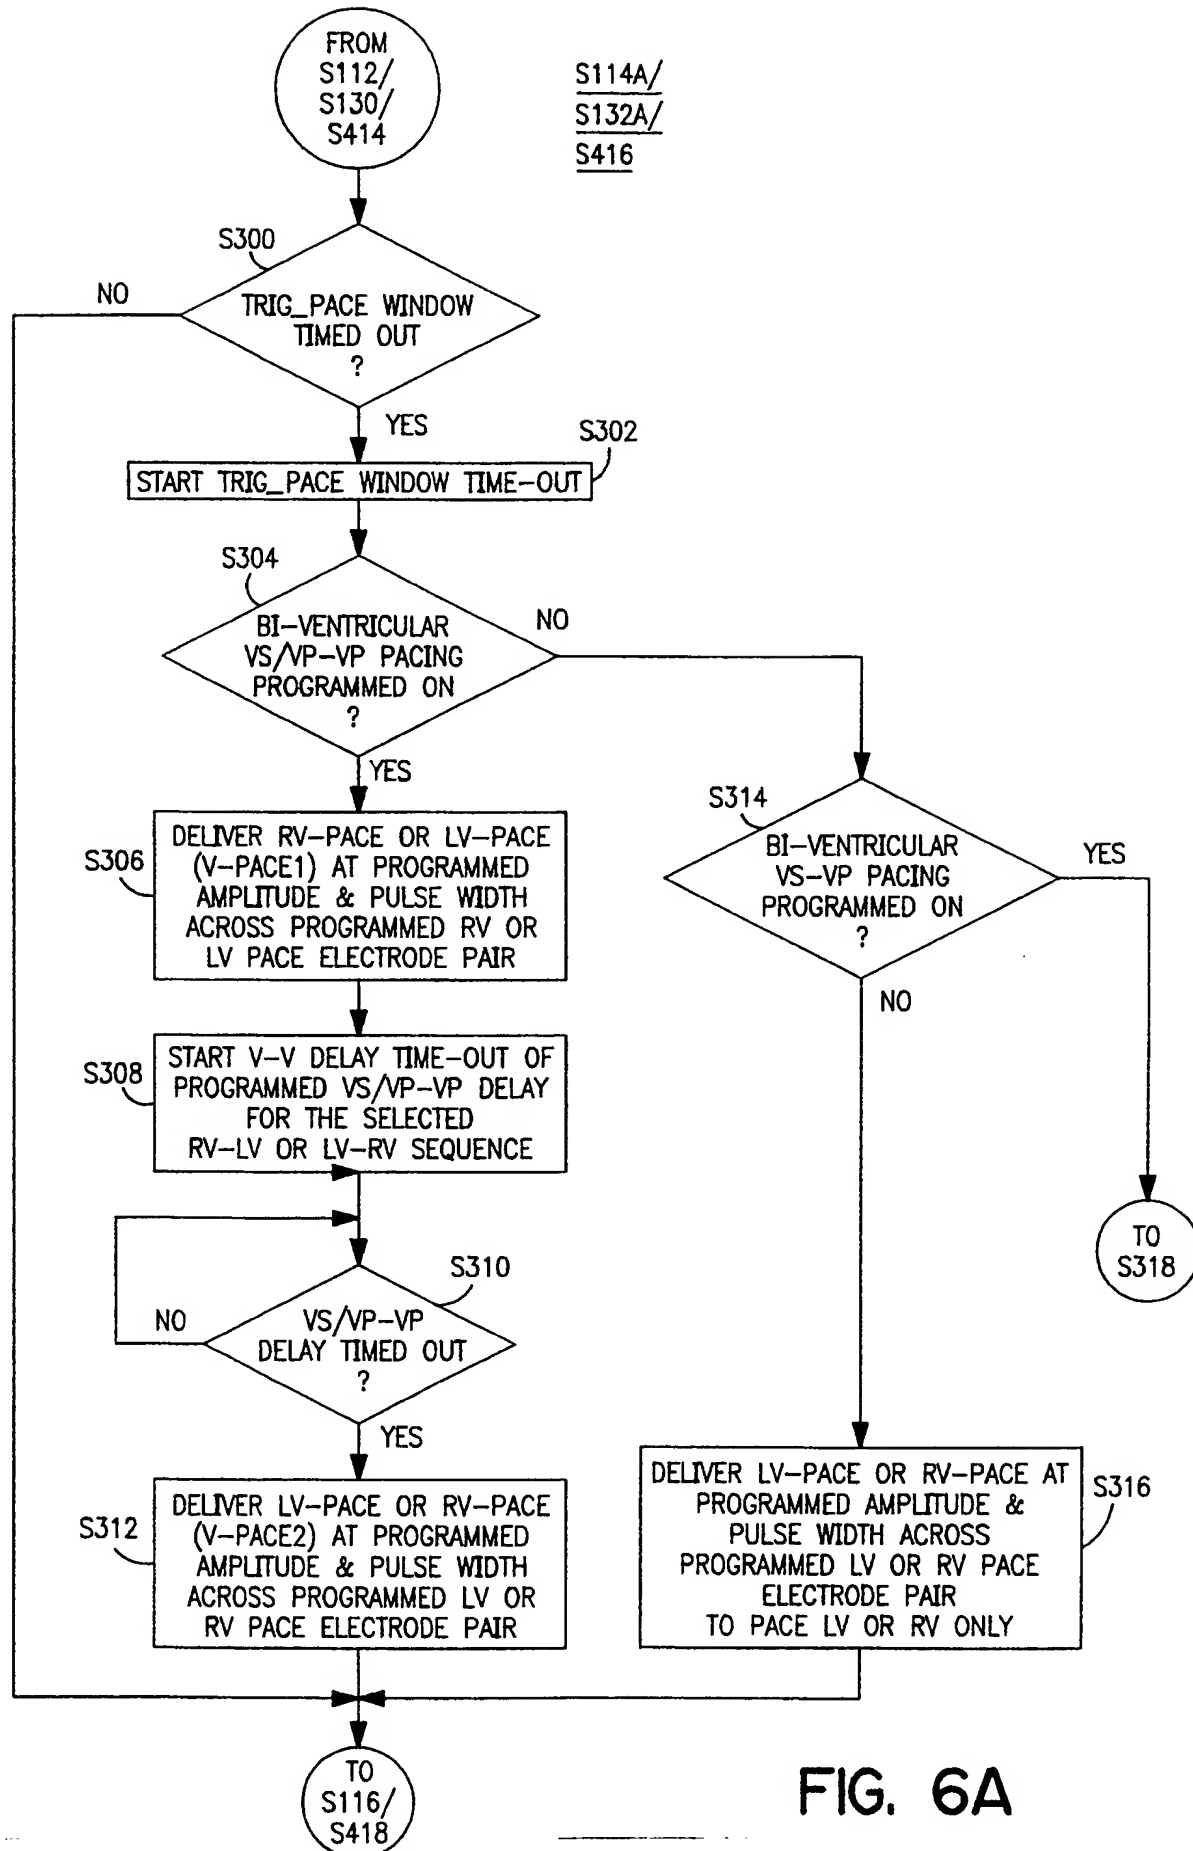 FROM
S112/
S130/
S414
S114A/
S132A/
S416
S300
NO
TRIG_PACE WINDOW
TIMED OUT
?
YES
S302
START TRIG_PACE WINDOW TIME-OUT
S304
NO
BI-VENTRICULAR
VS/VP-VP PACING
PROGRAMMED ON
?
YES
S314
BI-VENTRICULAR
VS-VP PACING
PROGRAMMED ON
?
YES
NO
S306
DELIVER RV-PACE OR LV-PACE
(V-PACE1) AT PROGRAMMED
AMPLITUDE & PULSE WIDTH
ACROSS PROGRAMMED RV OR
LV PACE ELECTRODE PAIR
S308
START V-V DELAY TIME-OUT OF
PROGRAMMED VS/VP-VP DELAY
FOR THE SELECTED
RV-LV OR LV-RV SEQUENCE
TO
S318
S310
NO
VS/VP-VP
DELAY TIMED OUT
?
YES
S312
DELIVER LV-PACE OR RV-PACE
(V-PACE2) AT PROGRAMMED
AMPLITUDE & PULSE WIDTH
ACROSS PROGRAMMED LV OR
RV PACE ELECTRODE PAIR
DELIVER LV-PACE OR RV-PACE AT
PROGRAMMED AMPLITUDE &
PULSE WIDTH ACROSS
PROGRAMMED LV OR RV PACE
ELECTRODE PAIR
TO PACE LV OR RV ONLY
S316
TO
S116/
S418
FIG. 6A